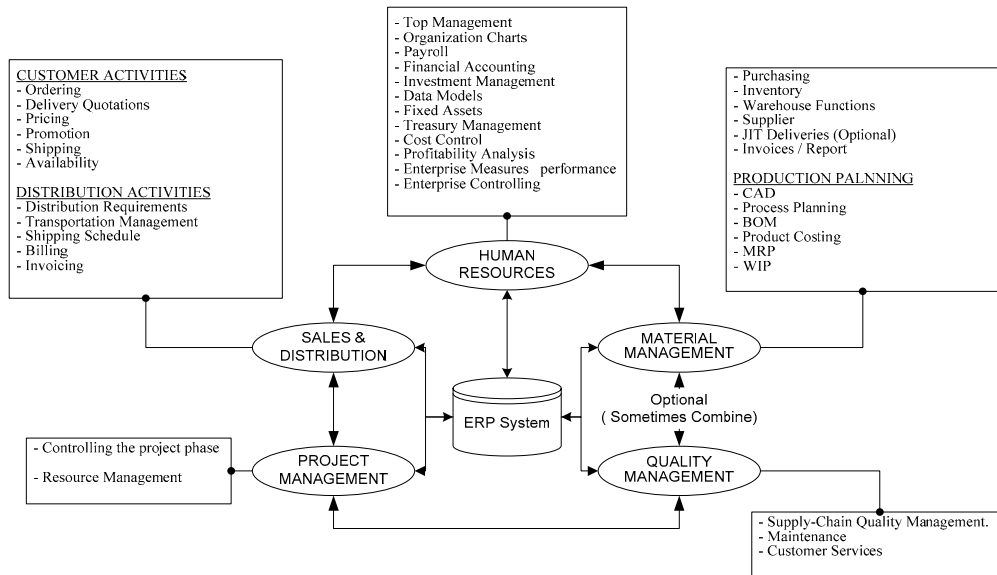 - Top Management
- Organization Charts
- Payroll
- Financial Accounting
- Investment Management
- Data Models
- Fixed Assets
- Treasury Management
- Cost Control
- Profitability Analysis
- Enterprise Measures performance
- Enterprise Controlling
CUSTOMER ACTIVITIES
- Ordering
- Delivery Quotations
- Pricing
- Promotion
- Shipping
- Availability
DISTRIBUTION ACTIVITIES
- Distribution Requirements
- Transportation Management
- Shipping Schedule
- Billing
- Invoicing
- Purchasing
- Inventory
- Warehouse Functions
- Supplier
- JIT Deliveries (Optional)
- Invoices / Report
PRODUCTION PALNNING
- CAD
- Process Planning
- BOM
- Product Costing
- MRP
- WIP
HUMAN
RESOURCES
SALES &
DISTRIBUTION
MATERIAL
MANAGEMENT
ERP System
Optional
( Sometimes Combine)
PROJECT
MANAGEMENT
QUALITY
MANAGEMENT
- Controlling the project phase
- Resource Management
- Supply-Chain Quality Management.
- Maintenance
- Customer Services